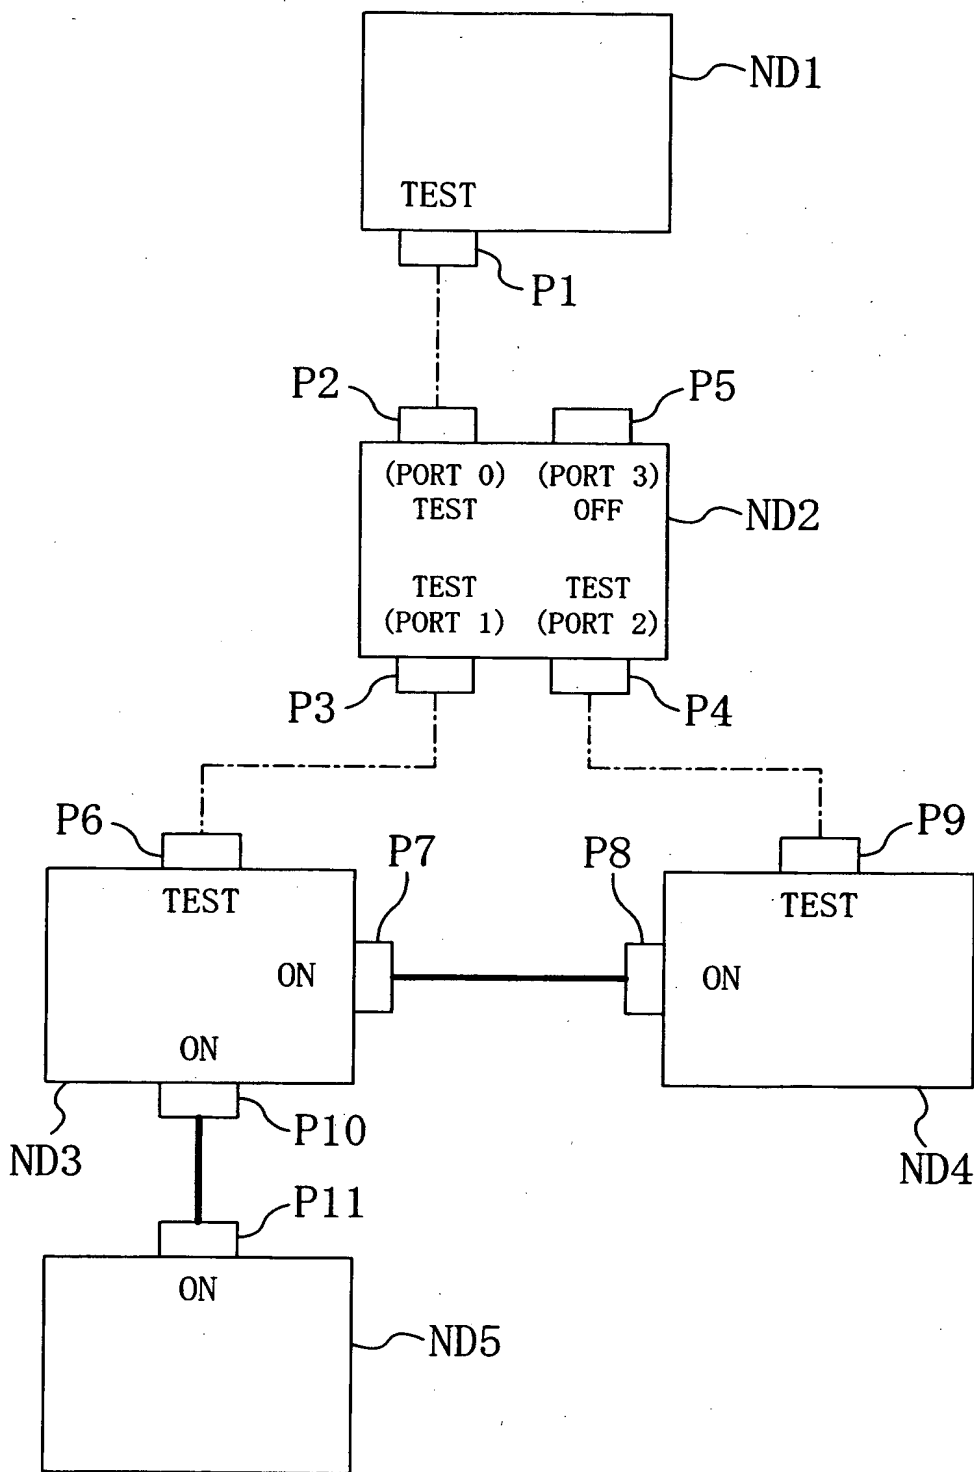 ND1
TEST
P1
P2
P5
(PORT 0) (PORT 3)
TEST OFF
ND2
TEST TEST
(PORT 1) (PORT 2)
P3
P4
P6
P7
P8
P9
TEST
TEST
ON
ON
ON
P10
ND3
ND4
P11
ON
ND5